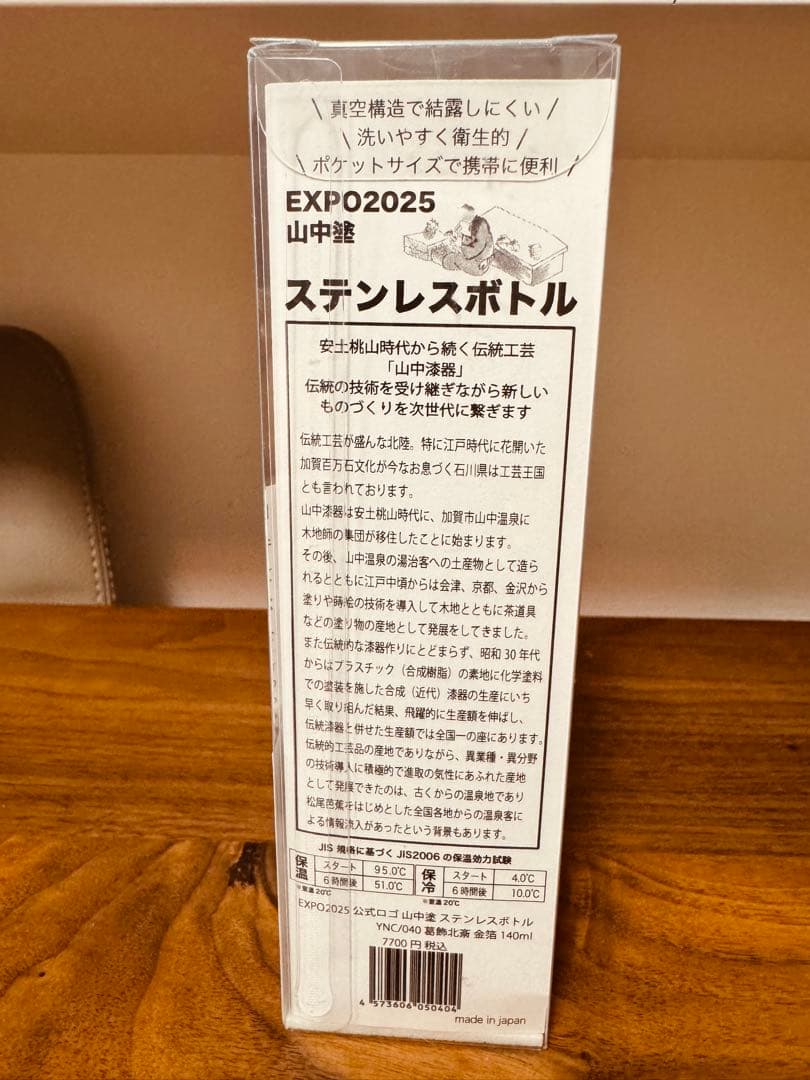 \ 真空構造で結露しにくい /
\ 洗いやすく衛生的 /
\ ポケットサイズで携帯に便利 /
EXPO2025
山中塗
ステンレスボトル
安土桃山時代から続く伝統工芸
「山中漆器」
伝統の技術を受け継ぎながら新しい
ものづくりを次世代に繋ぎます
伝統工芸が盛んな北陸。特に江戸時代に花開いた
加賀百万石文化が今なお息づく石川県は工芸王国
とも言われております。
山中漆器は安土桃山時代に、加賀市山中温泉に
木地師の集団が移住したことに始まります。
その後、山中温泉の湯治客への土産物として造ら
れるとともに江戸中頃からは会津、京都、金沢から
塗りや蒔絵の技術を導入して木地とともに茶道具
などの塗り物の産地として発展をしてきました。
また伝統的な漆器作りにとどまらず、昭和 30 年代
からはプラスチック（合成樹脂）の素地に化学塗料
での塗装を施した合成（近代）漆器の生産にいち
早く取り組んだ結果、飛躍的に生産額を伸ばし、
伝統漆器と併せた生産額では全国一の座にあります。
伝統的工芸品の産地でありながら、異業種・異分野
の技術導入に積極的で進取の気性にあふれた産地
として発展できたのは、古くからの温泉地であり
松尾芭蕉をはじめとした全国各地からの温泉客に
よる情報流入があったという背景もあります。
JIS 規格に基づく JIS2006 の保温効力試験
保温 スタート 95.0℃ 保冷 スタート 4.0℃
6時間後 51.0℃ 6時間後 10.0℃
※室温20℃ ※室温20℃
EXPO2025 公式ロゴ 山中塗 ステンレスボトル
YNC/040 葛飾北斎 金箔 140ml
7700 円 税込
4 573606 050404
made in japan